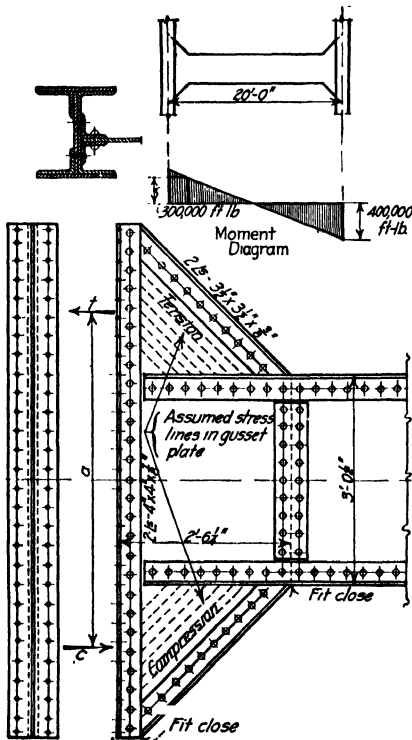 20'-0"
300,000 ft lb
400,000
ft-lb.
Moment
Diagram
t
Tension
Assumed stress
lines in gusset
plate
a
2'-6½"
3'-0½"
Fit close
c
Compression
Fit close